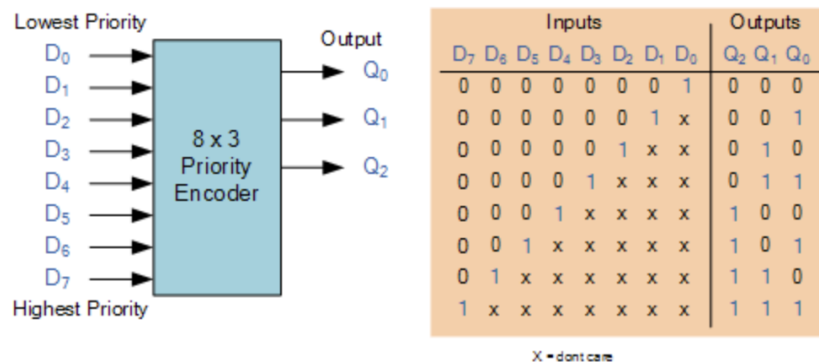 Lowest Priority
D0
D1
D2
D3
D4
D5
D6
D7
Highest Priority
8 x 3
Priority
Encoder
Output
Q0
Q1
Q2
Inputs Outputs
D7 D6 D5 D4 D3 D2 D1 D0 Q2 Q1 Q0
0 0 0 0 0 0 0 1 0 0 0
0 0 0 0 0 0 1 x 0 0 1
0 0 0 0 0 1 x x 0 1 0
0 0 0 0 1 x x x 0 1 1
0 0 0 1 x x x x 1 0 0
0 0 1 x x x x x 1 0 1
0 1 x x x x x x 1 1 0
1 x x x x x x x 1 1 1
X = dont care